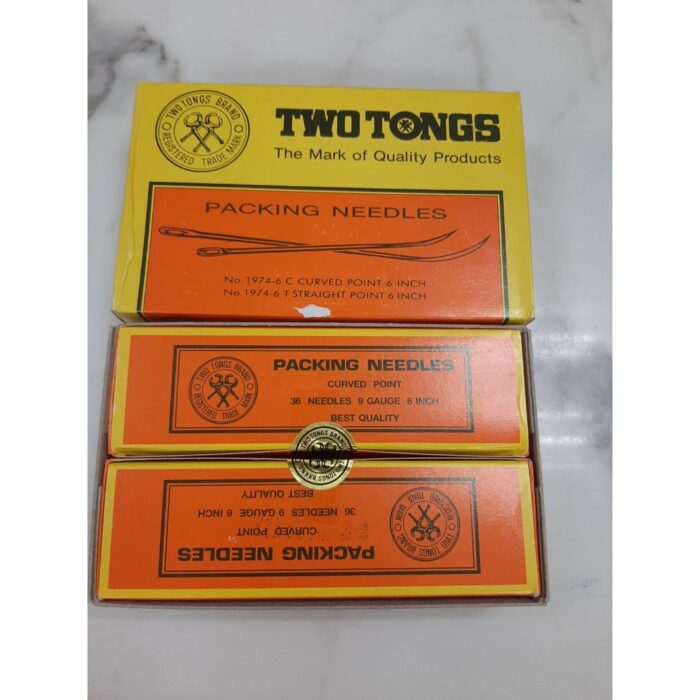 TWO TONGS BRAND
REGISTERED TRADE MARK
TWO TONGS
The Mark of Quality Products
PACKING NEEDLES
No. 1974-6 C CURVED POINT 6 INCH
No. 1974-6 T STRAIGHT POINT 6 INCH
TWO TONGS BRAND
REGISTERED TRADE MARK
PACKING NEEDLES
CURVED POINT
36 NEEDLES 9 GAUGE 6 INCH
BEST QUALITY
TWO TONGS BRAND
TWO TONGS BRAND
PACKING NEEDLES
CURVED POINT
36 NEEDLES 9 GAUGE 6 INCH
BEST QUALITY
TWO TONGS BRAND
REGISTERED TRADE MARK